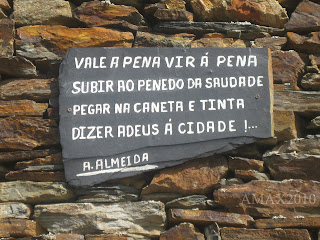 VALE A PENA VIR Á PENA
SUBIR AO PENEDO DA SAUDADE
PEGAR NA CANETA E TINTA
DIZER ADEUS Á CIDADE !...
A. ALMEIDA
AMAX2010